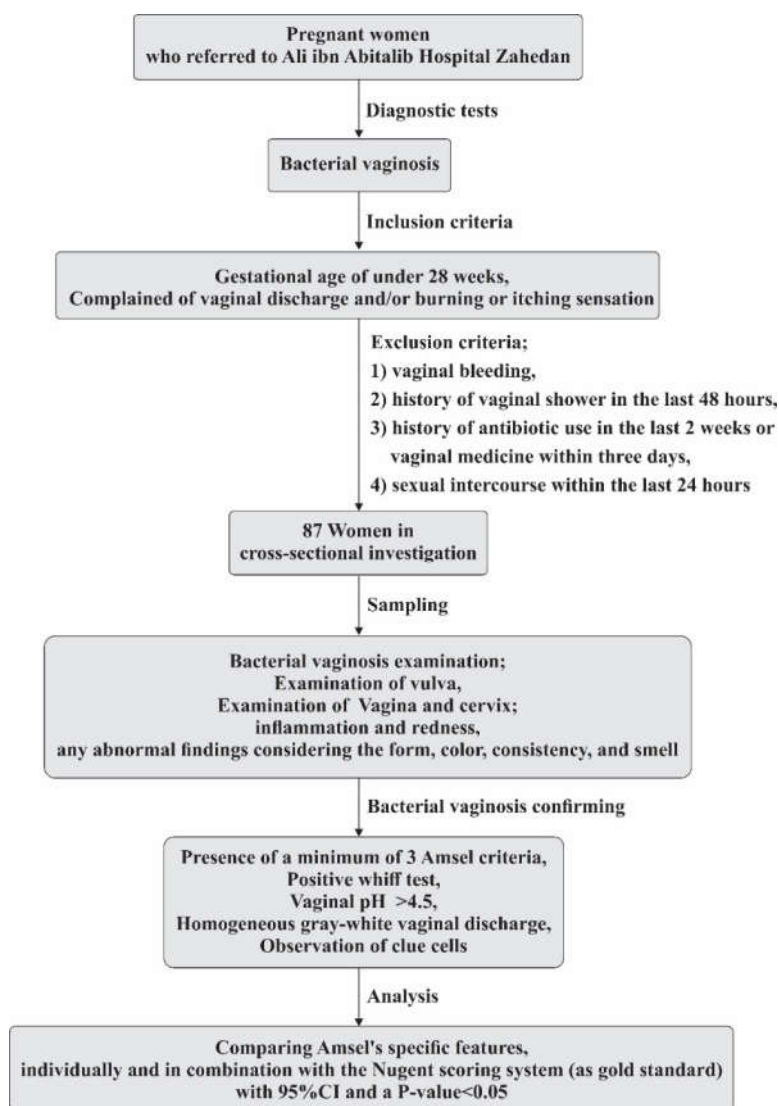 Pregnant women
who referred to Ali ibn Abitalib Hospital Zahedan
Diagnostic tests
Bacterial vaginosis
Inclusion criteria
Gestational age of under 28 weeks,
Complained of vaginal discharge and/or burning or itching sensation
Exclusion criteria;
1) vaginal bleeding,
2) history of vaginal shower in the last 48 hours,
3) history of antibiotic use in the last 2 weeks or
vaginal medicine within three days,
4) sexual intercourse within the last 24 hours
87 Women in
cross-sectional investigation
Sampling
Bacterial vaginosis examination;
Examination of vulva,
Examination of Vagina and cervix;
inflammation and redness,
any abnormal findings considering the form, color, consistency, and smell
Bacterial vaginosis confirming
Presence of a minimum of 3 Amsel criteria,
Positive whiff test,
Vaginal pH >4.5,
Homogeneous gray-white vaginal discharge,
Observation of clue cells
Analysis
Comparing Amsel's specific features,
individually and in combination with the Nugent scoring system (as gold standard)
with 95%CI and a P-value<0.05